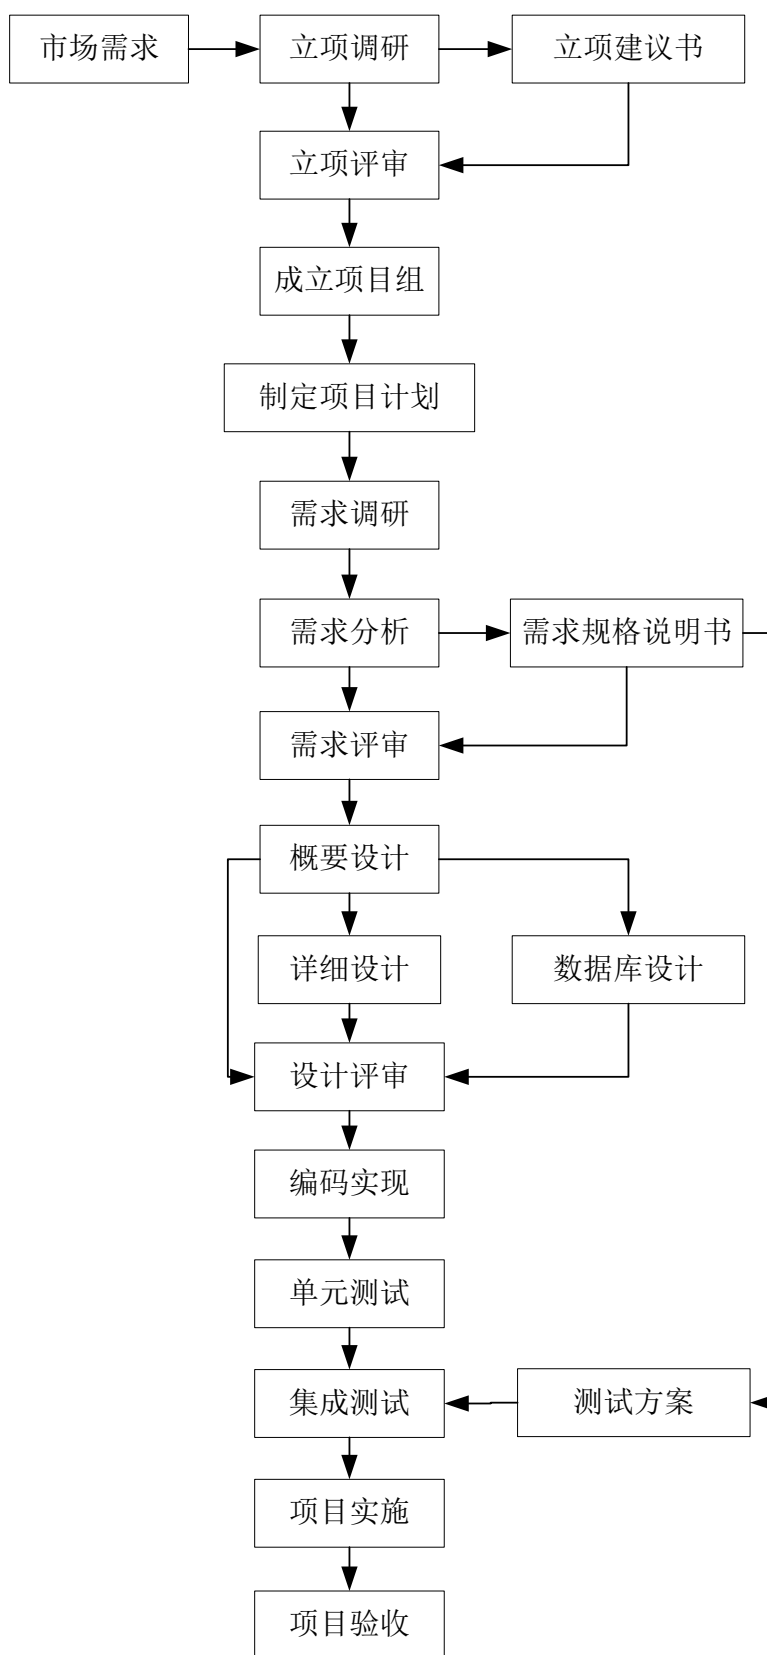 市场需求
立项调研
立项建议书
立项评审
成立项目组
制定项目计划
需求调研
需求分析
需求规格说明书
需求评审
概要设计
详细设计
数据库设计
设计评审
编码实现
单元测试
集成测试
测试方案
项目实施
项目验收